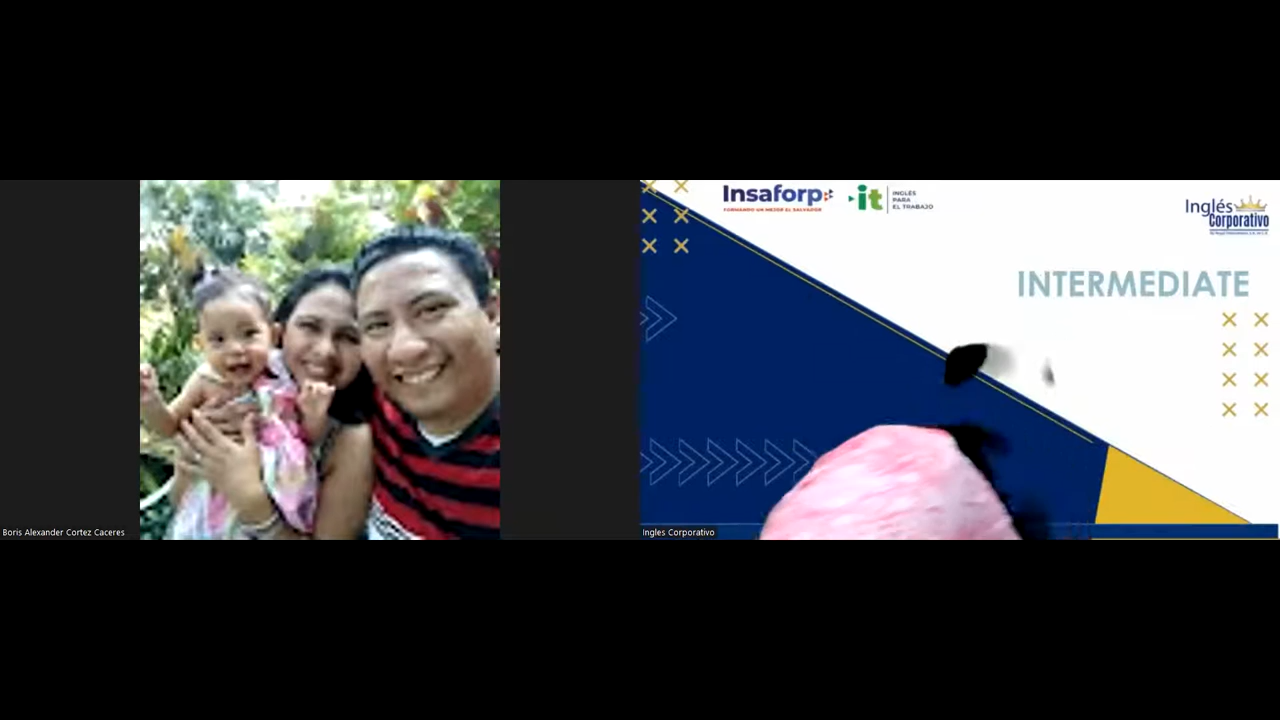 Insaforp
FORMANDO UN MEJOR EL SALVADOR
it
INGLÉS
PARA
EL TRABAJO
Inglés
Corporativo
INTERMEDIATE
Boris Alexander Cortez Caceres
Ingles Corporativo